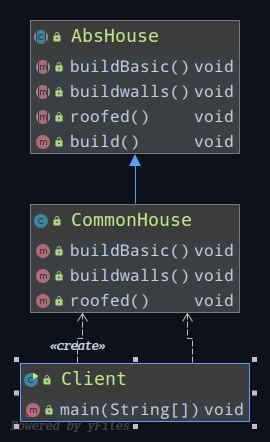 AbsHouse
buildBasic() void
buildwalls() void
roofed() void
build() void
CommonHouse
buildBasic() void
buildwalls() void
roofed() void
«create»
Client
main(String[]) void
Powered by yFiles